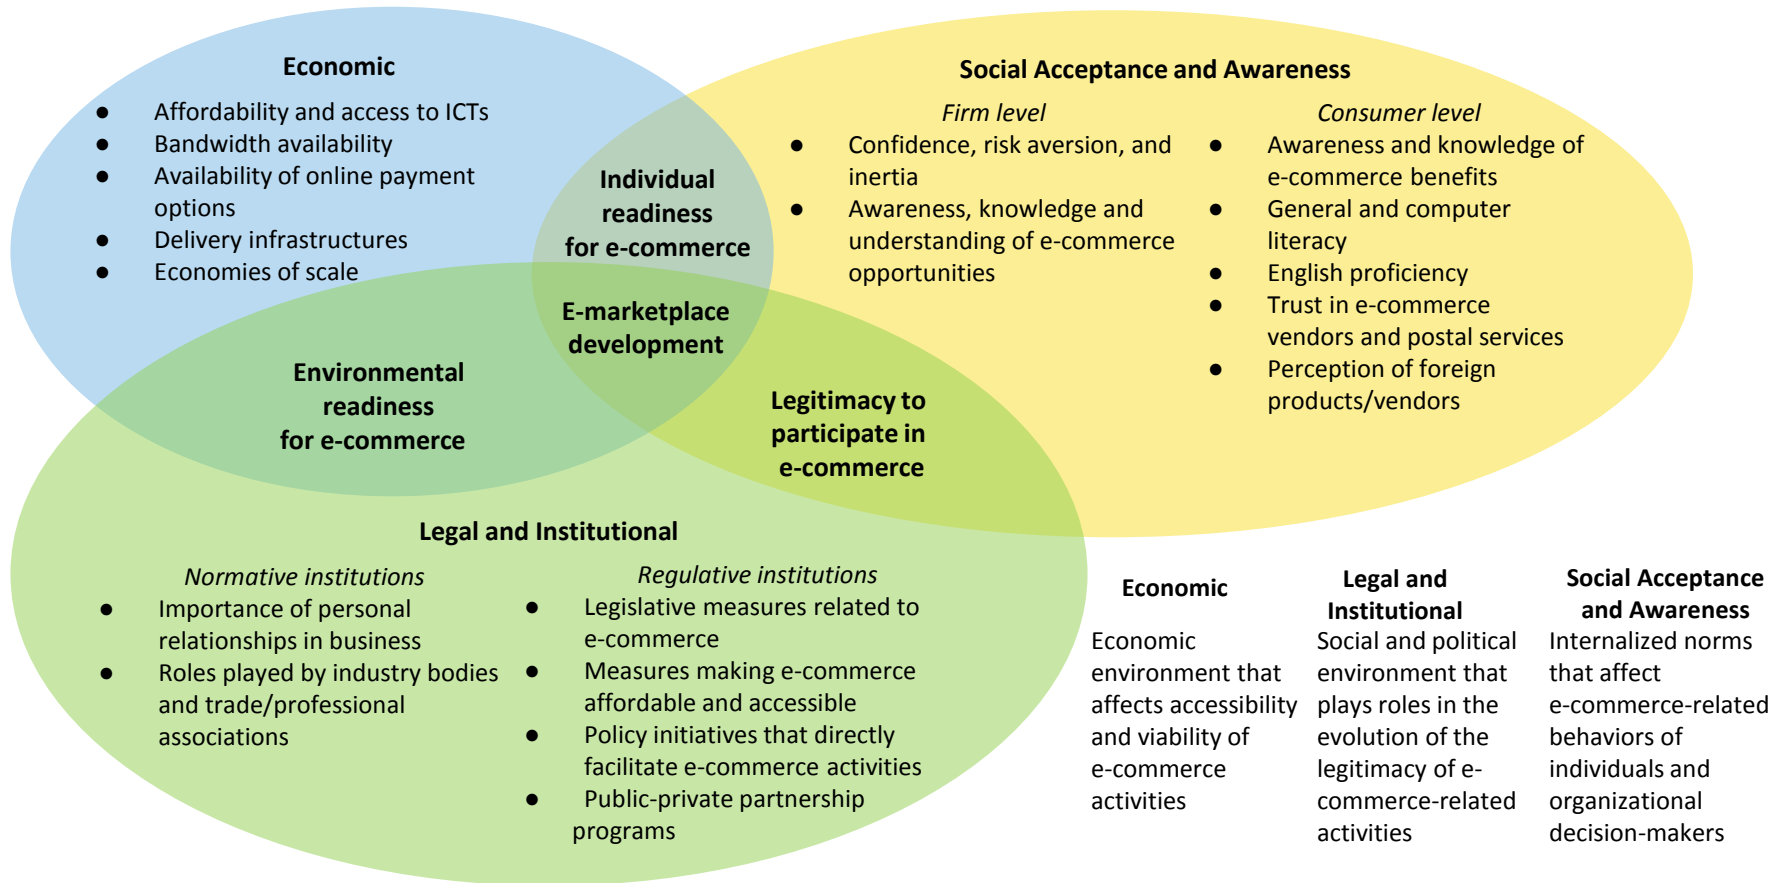 Economic
● Affordability and access to ICTs
● Bandwidth availability
● Availability of online payment
options
● Delivery infrastructures
● Economies of scale
Social Acceptance and Awareness
Firm level
● Confidence, risk aversion, and
inertia
● Awareness, knowledge and
understanding of e-commerce
opportunities
Consumer level
● Awareness and knowledge of
e-commerce benefits
● General and computer
literacy
● English proficiency
● Trust in e-commerce
vendors and postal services
● Perception of foreign
products/vendors
Individual
readiness
for e-commerce
E-marketplace
development
Environmental
readiness
for e-commerce
Legitimacy to
participate in
e-commerce
Legal and Institutional
Normative institutions
● Importance of personal
relationships in business
● Roles played by industry bodies
and trade/professional
associations
Regulative institutions
● Legislative measures related to
e-commerce
● Measures making e-commerce
affordable and accessible
● Policy initiatives that directly
facilitate e-commerce activities
● Public-private partnership
programs
Economic
Economic
environment that
affects accessibility
and viability of
e-commerce
activities
Legal and
Institutional
Social and political
environment that
plays roles in the
evolution of the
legitimacy of e-
commerce-related
activities
Social Acceptance
and Awareness
Internalized norms
that affect
e-commerce-related
behaviors of
individuals and
organizational
decision-makers